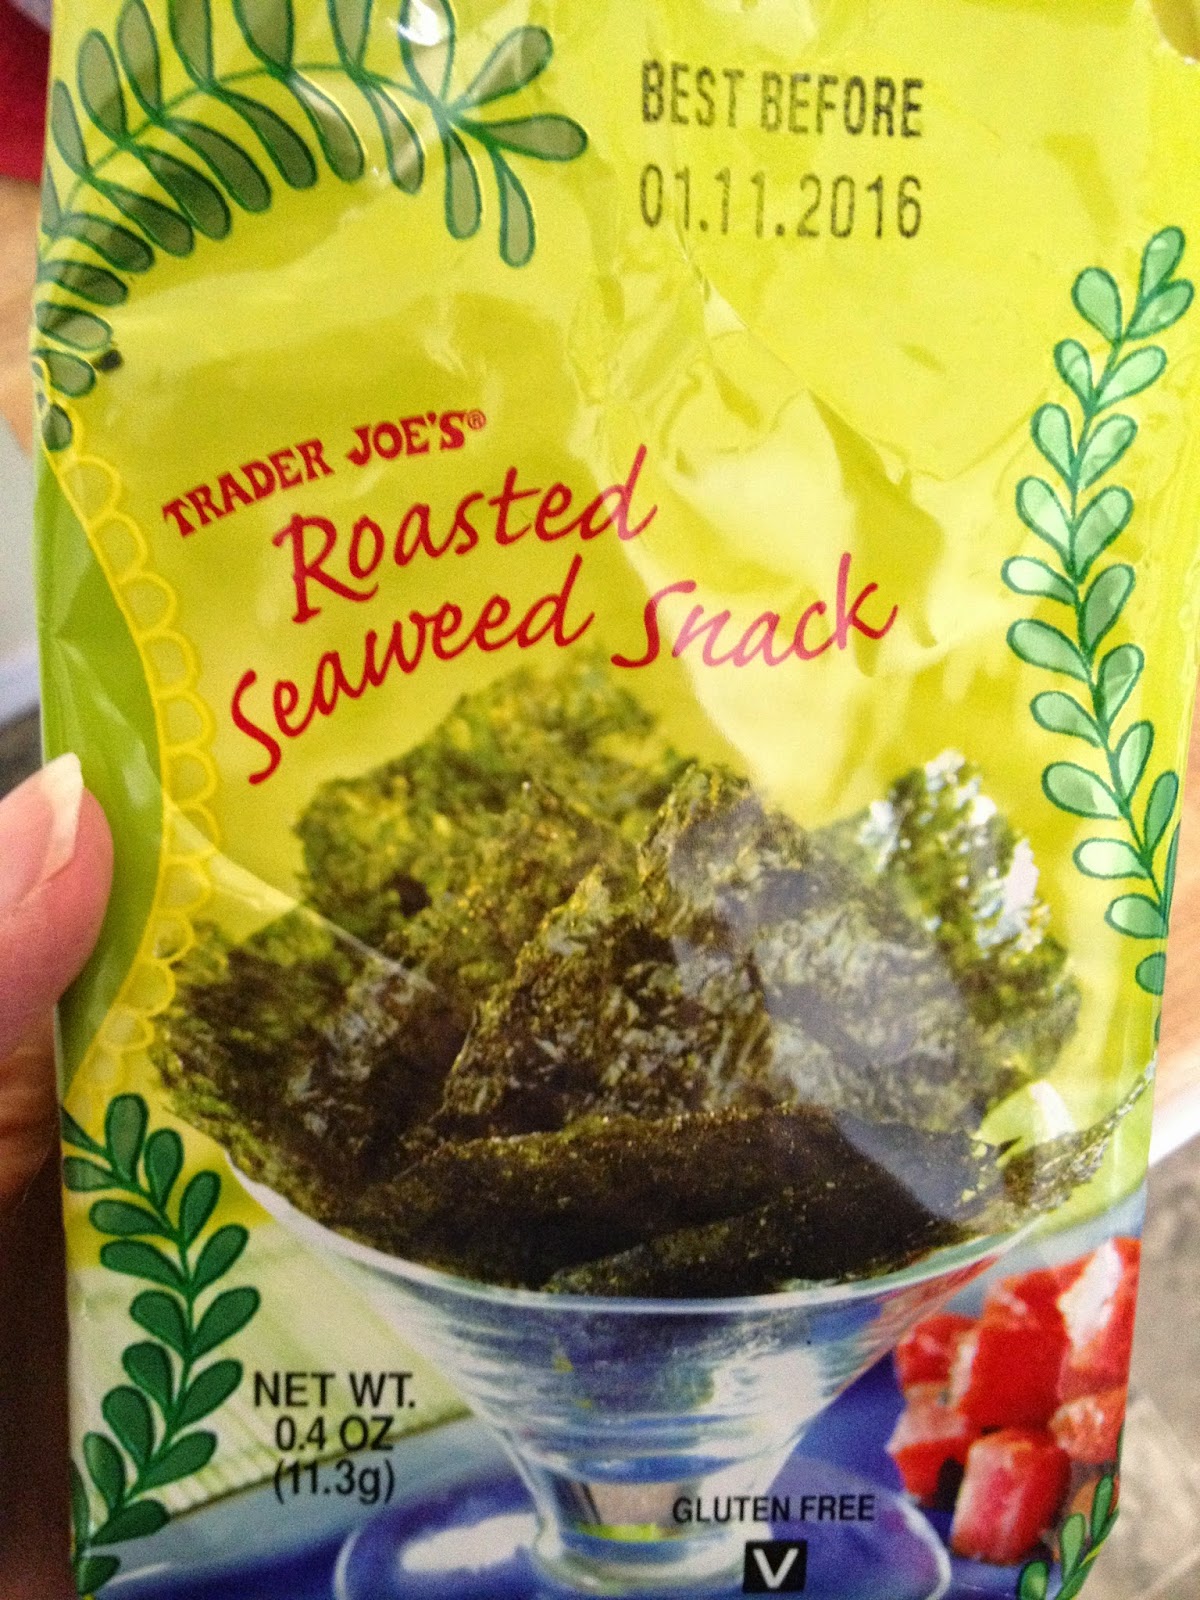 BEST BEFORE
01.11.2016
TRADER JOE'S®
Roasted
Seaweed Snack
NET WT.
0.4 OZ
(11.3g)
GLUTEN FREE
V